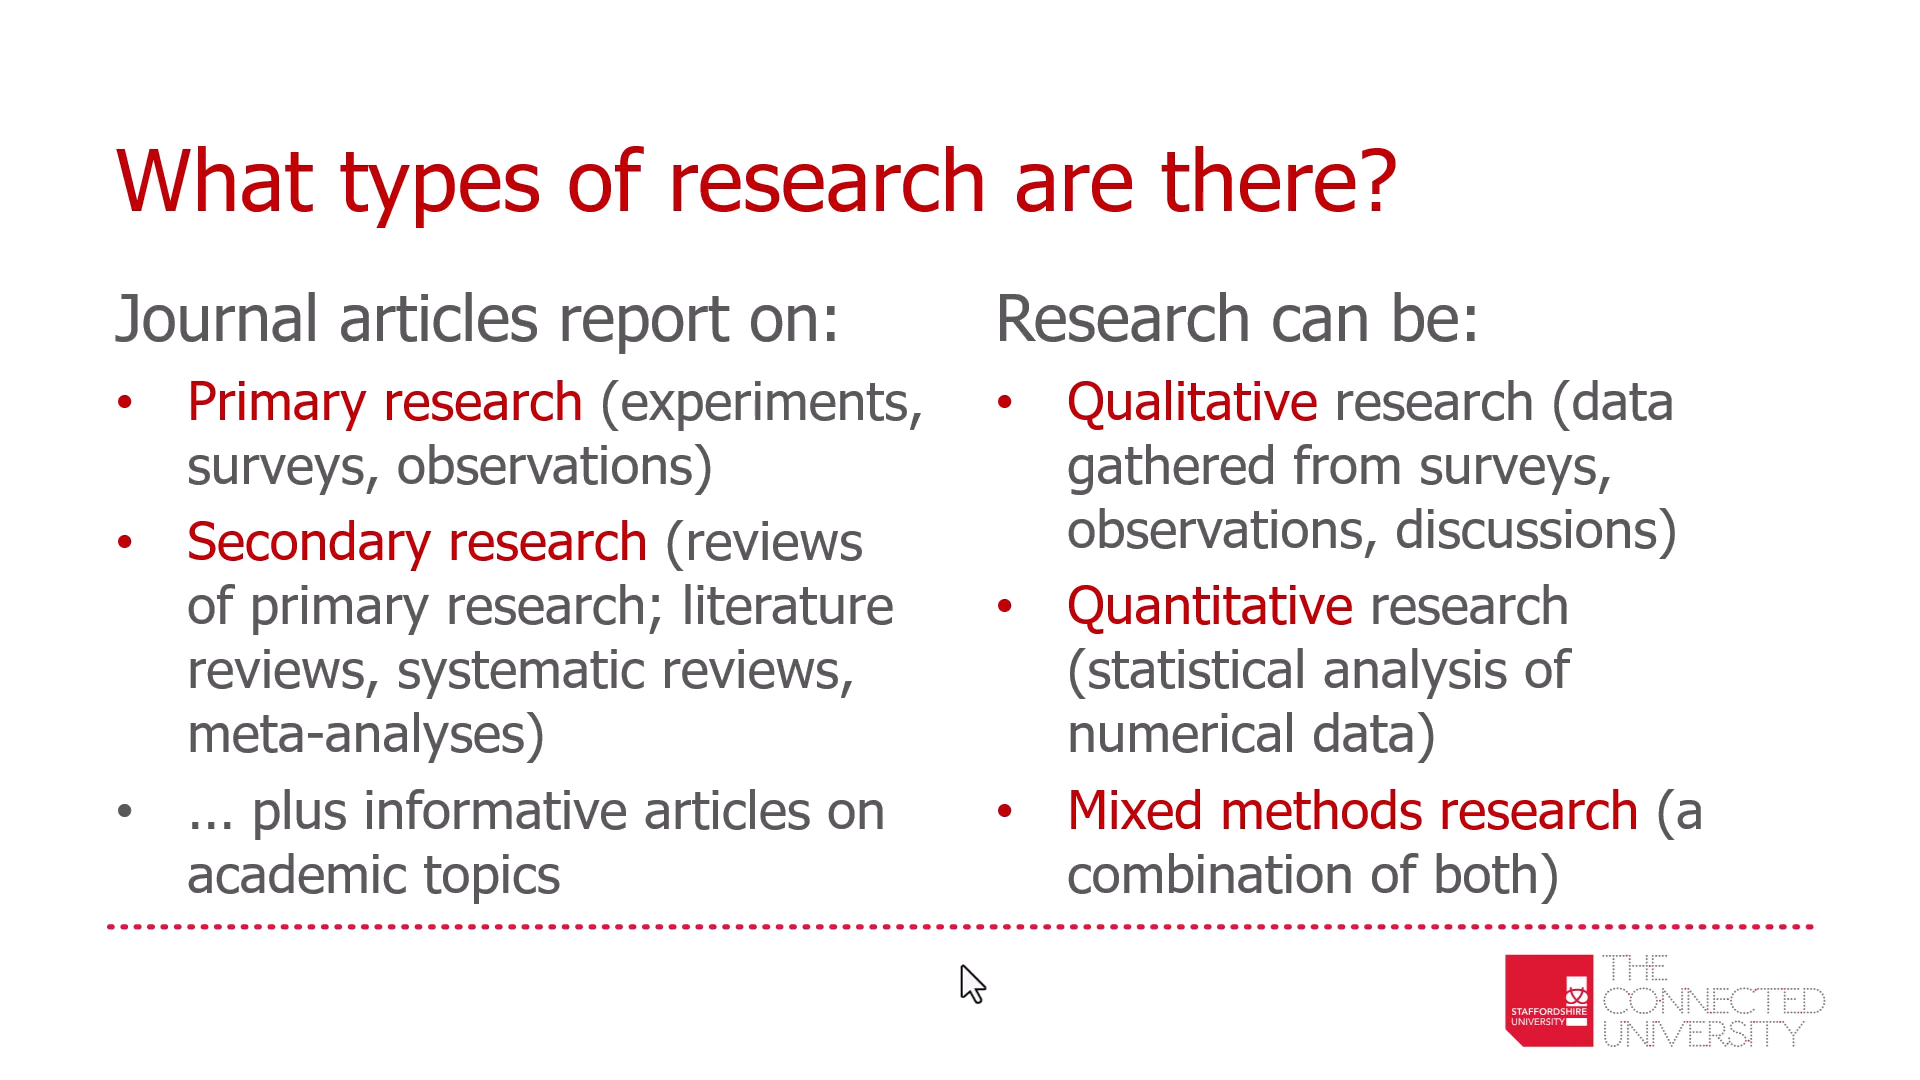 What types of research are there?
Journal articles report on:
• Primary research (experiments,
surveys, observations)
• Secondary research (reviews
of primary research; literature
reviews, systematic reviews,
meta-analyses)
• ... plus informative articles on
academic topics
Research can be:
• Qualitative research (data
gathered from surveys,
observations, discussions)
• Quantitative research
(statistical analysis of
numerical data)
• Mixed methods research (a
combination of both)
STAFFORDSHIRE
UNIVERSITY
THE
CONNECTED
UNIVERSITY